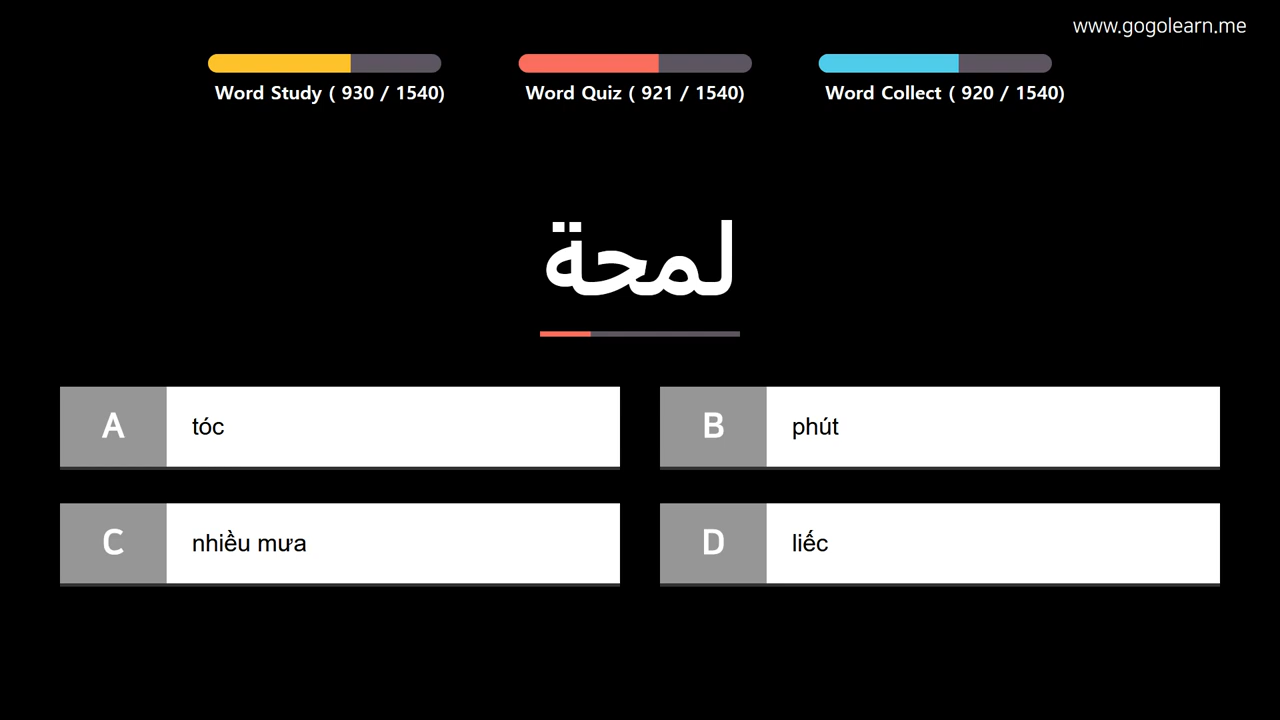 www.gogolearn.me
Word Study ( 930 / 1540)
Word Quiz ( 921 / 1540)
Word Collect ( 920 / 1540)
لمحة
A
tóc
B
phút
C
nhiều mưa
D
liếc